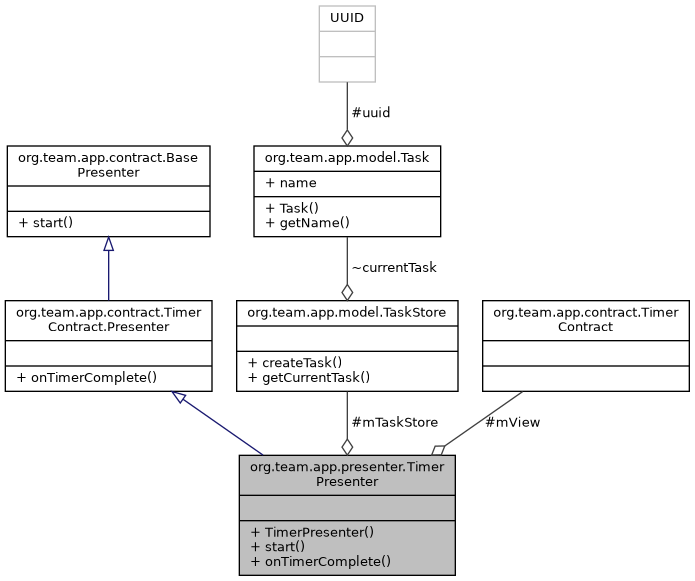 UUID
#uuid
org.team.app.contract.Base
Presenter
+ start()
org.team.app.model.Task
+ name
+ Task()
+ getName()
~currentTask
org.team.app.contract.Timer
Contract.Presenter
+ onTimerComplete()
org.team.app.model.TaskStore
+ createTask()
+ getCurrentTask()
org.team.app.contract.Timer
Contract
#mTaskStore
#mView
org.team.app.presenter.Timer
Presenter
+ TimerPresenter()
+ start()
+ onTimerComplete()